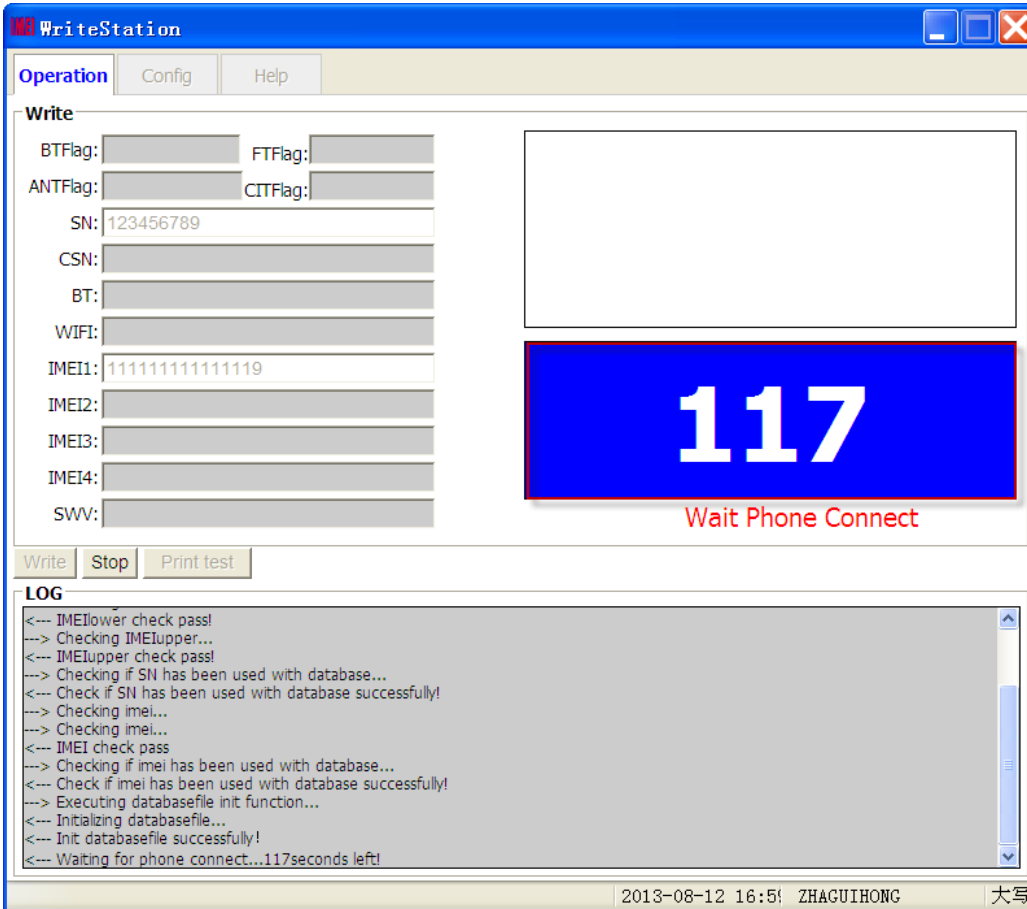 IMEI WriteStation
Operation Config Help
Write
BTFlag: FTFlag:
ANTFlag: CITFlag:
SN: 123456789
CSN:
BT:
WIFI:
IMEI1: 111111111111119
IMEI2:
IMEI3:
IMEI4:
SWV:
117
Wait Phone Connect
Write Stop Print test
LOG
<--- IMEIlower check pass!
---> Checking IMEIupper...
<--- IMEIupper check pass!
---> Checking if SN has been used with database...
<--- Check if SN has been used with database successfully!
---> Checking imei...
---> Checking imei...
<--- IMEI check pass
---> Checking if imei has been used with database...
<--- Check if imei has been used with database successfully!
---> Executing databasefile init function...
<--- Initializing databasefile...
<--- Init databasefile successfully!
<--- Waiting for phone connect...117seconds left!
2013-08-12 16:5 ZHAGUIHONG 大写